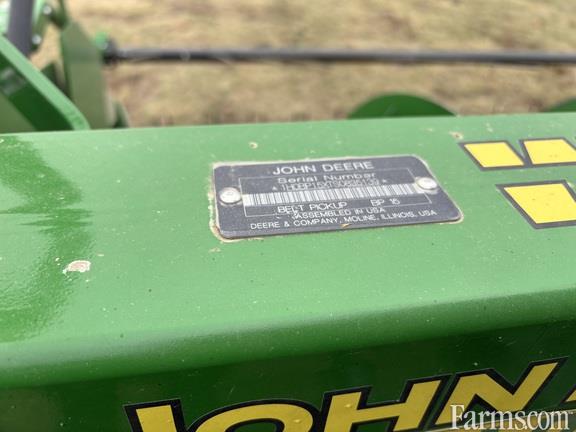 JOHN DEERE
Serial Number
BELT PICKUP BP 15
ASSEMBLED IN USA
DEERE & COMPANY, MOLINE, ILLINOIS, USA
JOHN
Farms.com